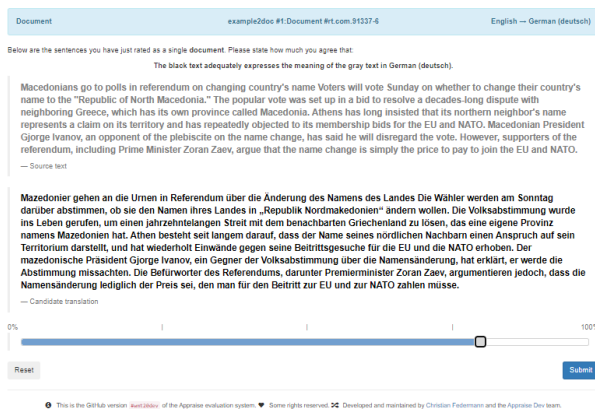 Document example2doc #1:Document #rt.com.91337-6 English → German (deutsch)
Below are the sentences you have just rated as a single document. Please state how much you agree that:
The black text adequately expresses the meaning of the gray text in German (deutsch).
Macedonians go to polls in referendum on changing country's name Voters will vote Sunday on whether to change their country's
name to the "Republic of North Macedonia." The popular vote was set up in a bid to resolve a decades-long dispute with
neighboring Greece, which has its own province called Macedonia. Athens has long insisted that its northern neighbor's name
represents a claim on its territory and has repeatedly objected to its membership bids for the EU and NATO. Macedonian President
Gjorge Ivanov, an opponent of the plebiscite on the name change, has said he will disregard the vote. However, supporters of the
referendum, including Prime Minister Zoran Zaev, argue that the name change is simply the price to pay to join the EU and NATO.
— Source text
Mazedonier gehen an die Urnen in Referendum über die Änderung des Namens des Landes Die Wähler werden am Sonntag
darüber abstimmen, ob sie den Namen ihres Landes in „Republik Nordmakedonien“ ändern wollen. Die Volksabstimmung wurde
ins Leben gerufen, um einen jahrzehntelangen Streit mit dem benachbarten Griechenland zu lösen, das eine eigene Provinz
namens Mazedonien hat. Athen besteht seit langem darauf, dass der Name seines nördlichen Nachbarn einen Anspruch auf sein
Territorium darstellt, und hat wiederholt Einwände gegen seine Beitrittsgesuche für die EU und die NATO erhoben. Der
mazedonische Präsident Gjorge Ivanov, ein Gegner der Volksabstimmung über die Namensänderung, hat erklärt, er werde die
Abstimmung missachten. Die Befürworter des Referendums, darunter Premierminister Zoran Zaev, argumentieren jedoch, dass die
Namensänderung lediglich der Preis sei, den man für den Beitritt zur EU und zur NATO zahlen müsse.
— Candidate translation
0% 100%
Reset Submit
This is the GitHub version #wmt20dev of the Appraise evaluation system. Some rights reserved. Developed and maintained by Christian Federmann and the Appraise Dev team.